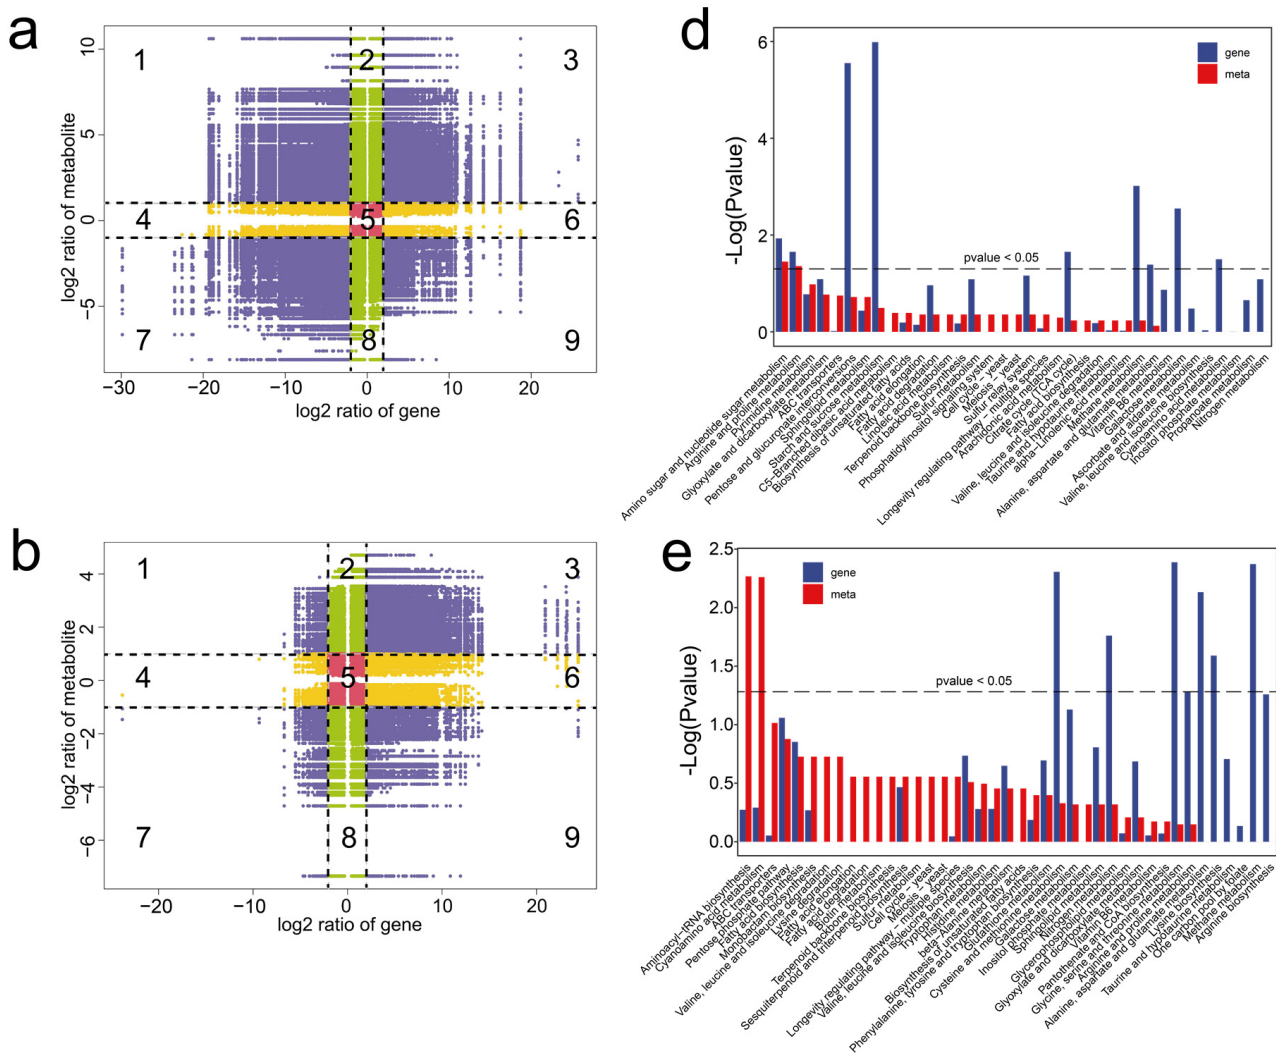 a
1
2
3
4
5
6
7
8
9
10
5
0
−5
−30
−20
−10
0
10
20
log2 ratio of metabolite
log2 ratio of gene
d
6
4
2
0
-Log(Pvalue)
gene
meta
pvalue < 0.05
Amino sugar and nucleotide sugar metabolism
Arginine and proline metabolism
Pyrimidine metabolism
Glyoxylate and dicarboxylate metabolism
ABC transporters
Pentose and glucuronate interconversions
Sphingolipid metabolism
Starch and sucrose metabolism
C5−Branched dibasic acid metabolism
Biosynthesis of unsaturated fatty acids
Fatty acid elongation
Fatty acid degradation
Linoleic acid metabolism
Terpenoid backbone biosynthesis
Sulfur metabolism
Phosphatidylinositol signaling system
Cell cycle − yeast
Meiosis − yeast
Sulfur relay system
Longevity regulating pathway − multiple species
Arachidonic acid metabolism
Citrate cycle (TCA cycle)
Fatty acid biosynthesis
Valine, leucine and isoleucine degradation
Taurine and hypotaurine metabolism
alpha−Linolenic acid metabolism
Methane metabolism
Alanine, aspartate and glutamate metabolism
Vitamin B6 metabolism
Galactose metabolism
Ascorbate and aldarate metabolism
Valine, leucine and isoleucine biosynthesis
Cyanoamino acid metabolism
Inositol phosphate metabolism
Propanoate metabolism
Nitrogen metabolism
b
1
2
3
4
5
6
7
8
9
4
2
0
−2
−4
−6
−20
−10
0
10
20
log2 ratio of metabolite
log2 ratio of gene
e
2.5
2.0
1.5
1.0
0.5
0.0
-Log(Pvalue)
gene
meta
pvalue < 0.05
Aminoacyl−tRNA biosynthesis
Cyanoamino acid metabolism
ABC transporters
Pentose phosphate pathway
Fatty acid biosynthesis
Monobactam biosynthesis
Valine, leucine and isoleucine degradation
Lysine degradation
Fatty acid elongation
Fatty acid degradation
Biotin metabolism
Terpenoid backbone biosynthesis
Sesquiterpenoid and triterpenoid biosynthesis
Sulfur metabolism
Cell cycle − yeast
Meiosis − yeast
Longevity regulating pathway − multiple species
Valine, leucine and isoleucine biosynthesis
Tryptophan metabolism
Histidine metabolism
beta−Alanine metabolism
Biosynthesis of unsaturated fatty acids
Phenylalanine, tyrosine and tryptophan biosynthesis
Glutathione metabolism
Cysteine and methionine metabolism
Galactose metabolism
Inositol phosphate metabolism
Sphingolipid metabolism
Nitrogen metabolism
Glycerophospholipid metabolism
Glyoxylate and dicarboxylate metabolism
Vitamin B6 metabolism
Pantothenate and CoA biosynthesis
Glycine, serine and threonine metabolism
Arginine and proline metabolism
Alanine, aspartate and glutamate metabolism
Lysine biosynthesis
Taurine and hypotaurine metabolism
One carbon pool by folate
Methane metabolism
Arginine biosynthesis